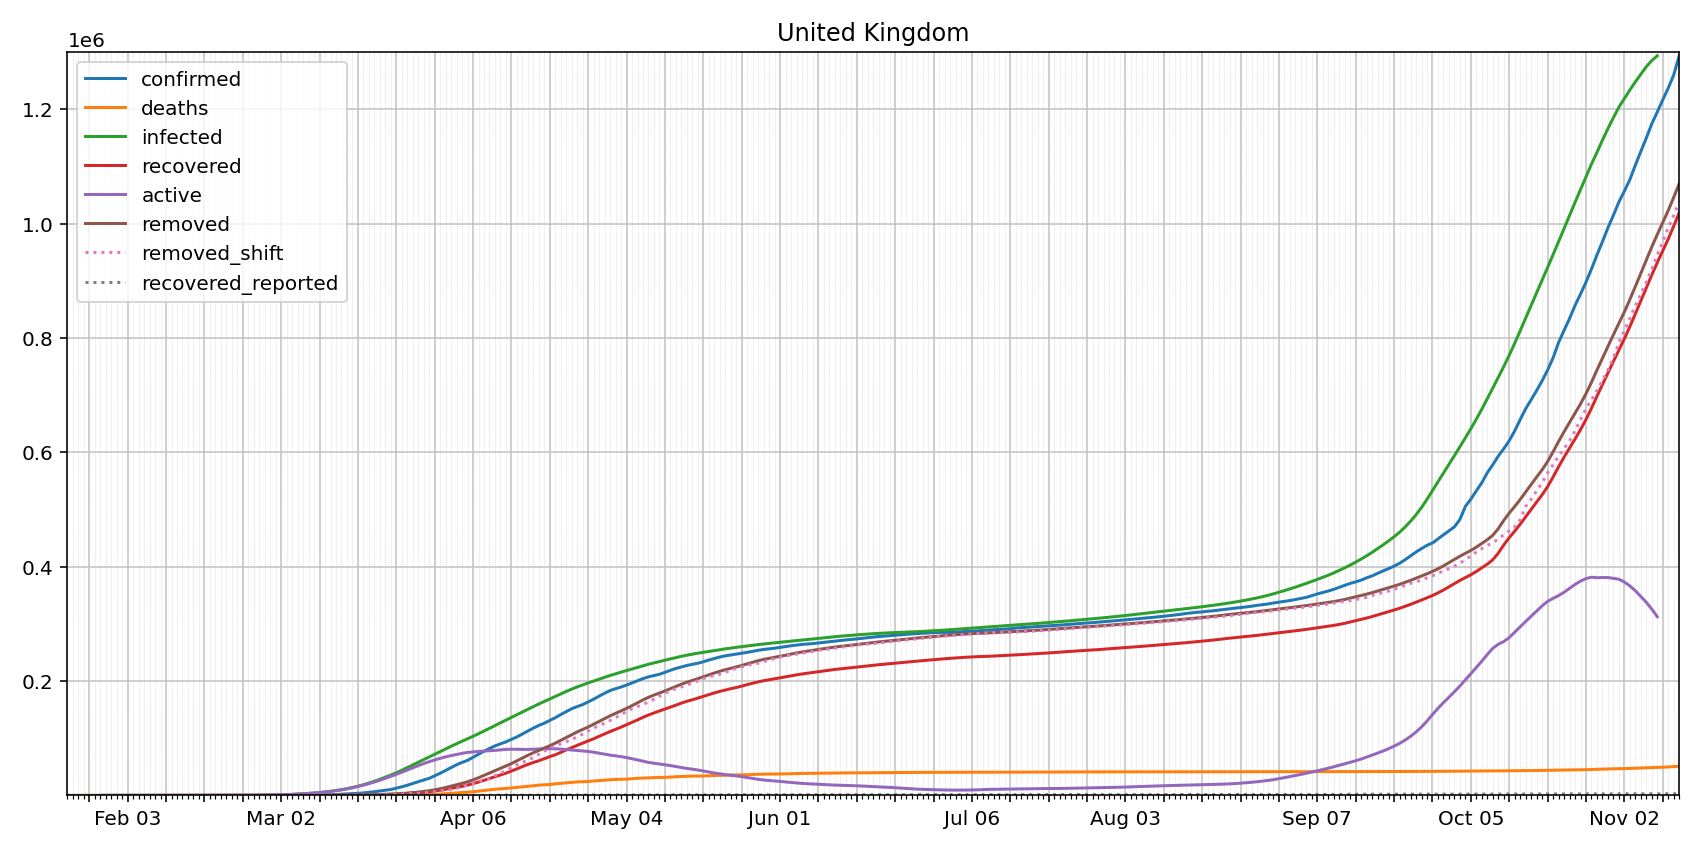 United Kingdom
1e6
confirmed
deaths
infected
recovered
active
removed
removed_shift
recovered_reported
1.2
1.0
0.8
0.6
0.4
0.2
Feb 03 Mar 02 Apr 06 May 04 Jun 01 Jul 06 Aug 03 Sep 07 Oct 05 Nov 02